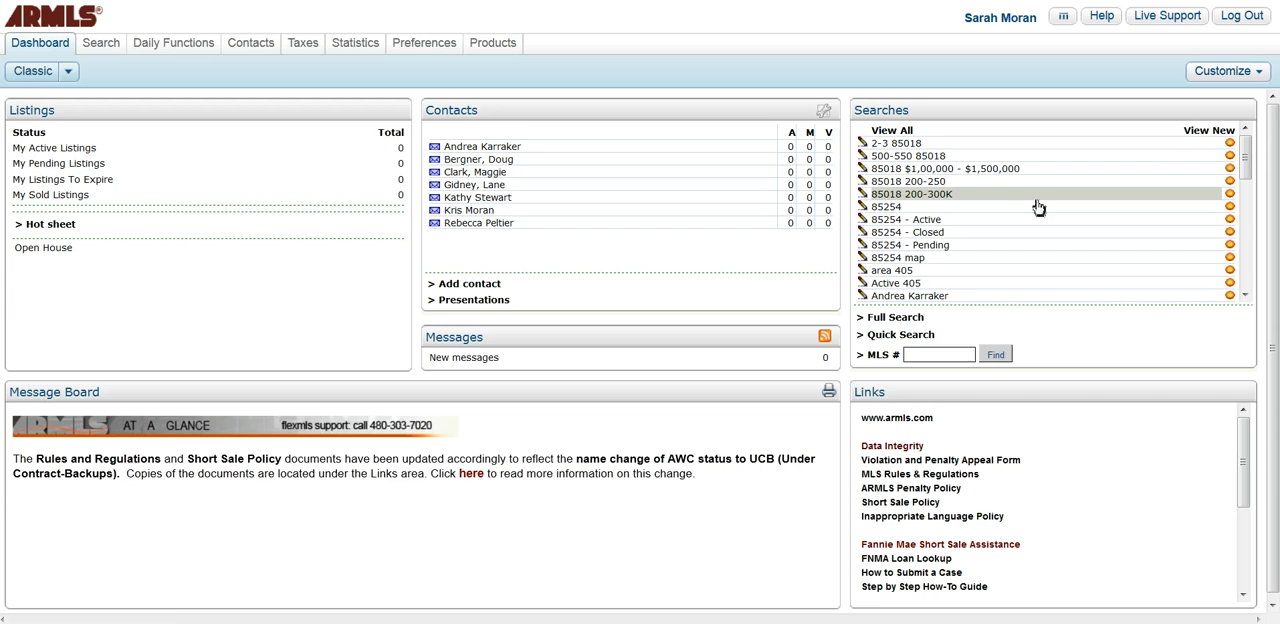 ARMLS®
Sarah Moran
m
Help
Live Support
Log Out
Dashboard
Search
Daily Functions
Contacts
Taxes
Statistics
Preferences
Products
Classic
Customize
Listings
Status Total
My Active Listings 0
My Pending Listings 0
My Listings To Expire 0
My Sold Listings 0
> Hot sheet
Open House
Contacts
A M V
Andrea Karraker 0 0 0
Bergner, Doug 0 0 0
Clark, Maggie 0 0 0
Gidney, Lane 0 0 0
Kathy Stewart 0 0 0
Kris Moran 0 0 0
Rebecca Peltier 0 0 0
> Add contact
> Presentations
Messages
New messages 0
Searches
View All View New
2-3 85018
500-550 85018
85018 $1,00,000 - $1,500,000
85018 200-250
85018 200-300K
85254
85254 - Active
85254 - Closed
85254 - Pending
85254 map
area 405
Active 405
Andrea Karraker
> Full Search
> Quick Search
> MLS # Find
Message Board
ARMLS AT A GLANCE flexmls support: call 480-303-7020
The Rules and Regulations and Short Sale Policy documents have been updated accordingly to reflect the name change of AWC status to UCB (Under
Contract-Backups). Copies of the documents are located under the Links area. Click here to read more information on this change.
Links
www.armls.com
Data Integrity
Violation and Penalty Appeal Form
MLS Rules & Regulations
ARMLS Penalty Policy
Short Sale Policy
Inappropriate Language Policy
Fannie Mae Short Sale Assistance
FNMA Loan Lookup
How to Submit a Case
Step by Step How-To Guide